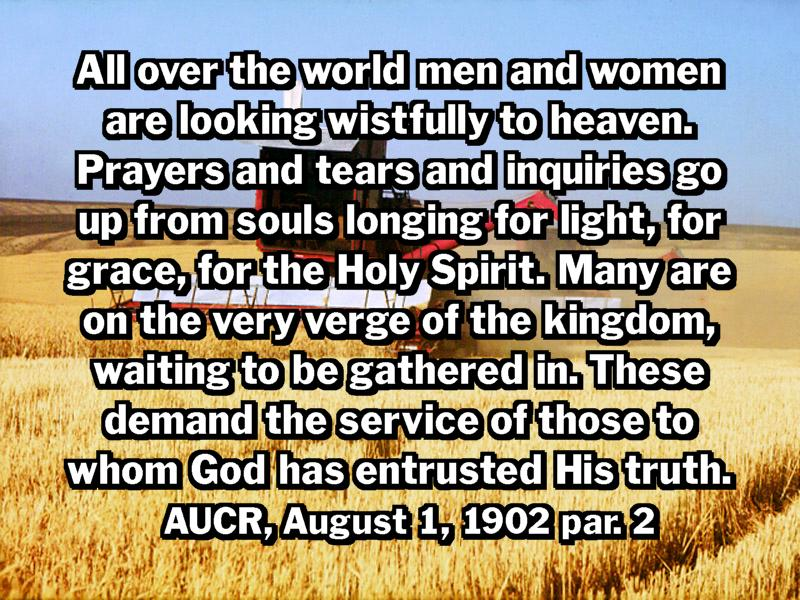 All over the world men and women
are looking wistfully to heaven.
Prayers and tears and inquiries go
up from souls longing for light, for
grace, for the Holy Spirit. Many are
on the very verge of the kingdom,
waiting to be gathered in. These
demand the service of those to
whom God has entrusted His truth.
AUCR, August 1, 1902 par. 2